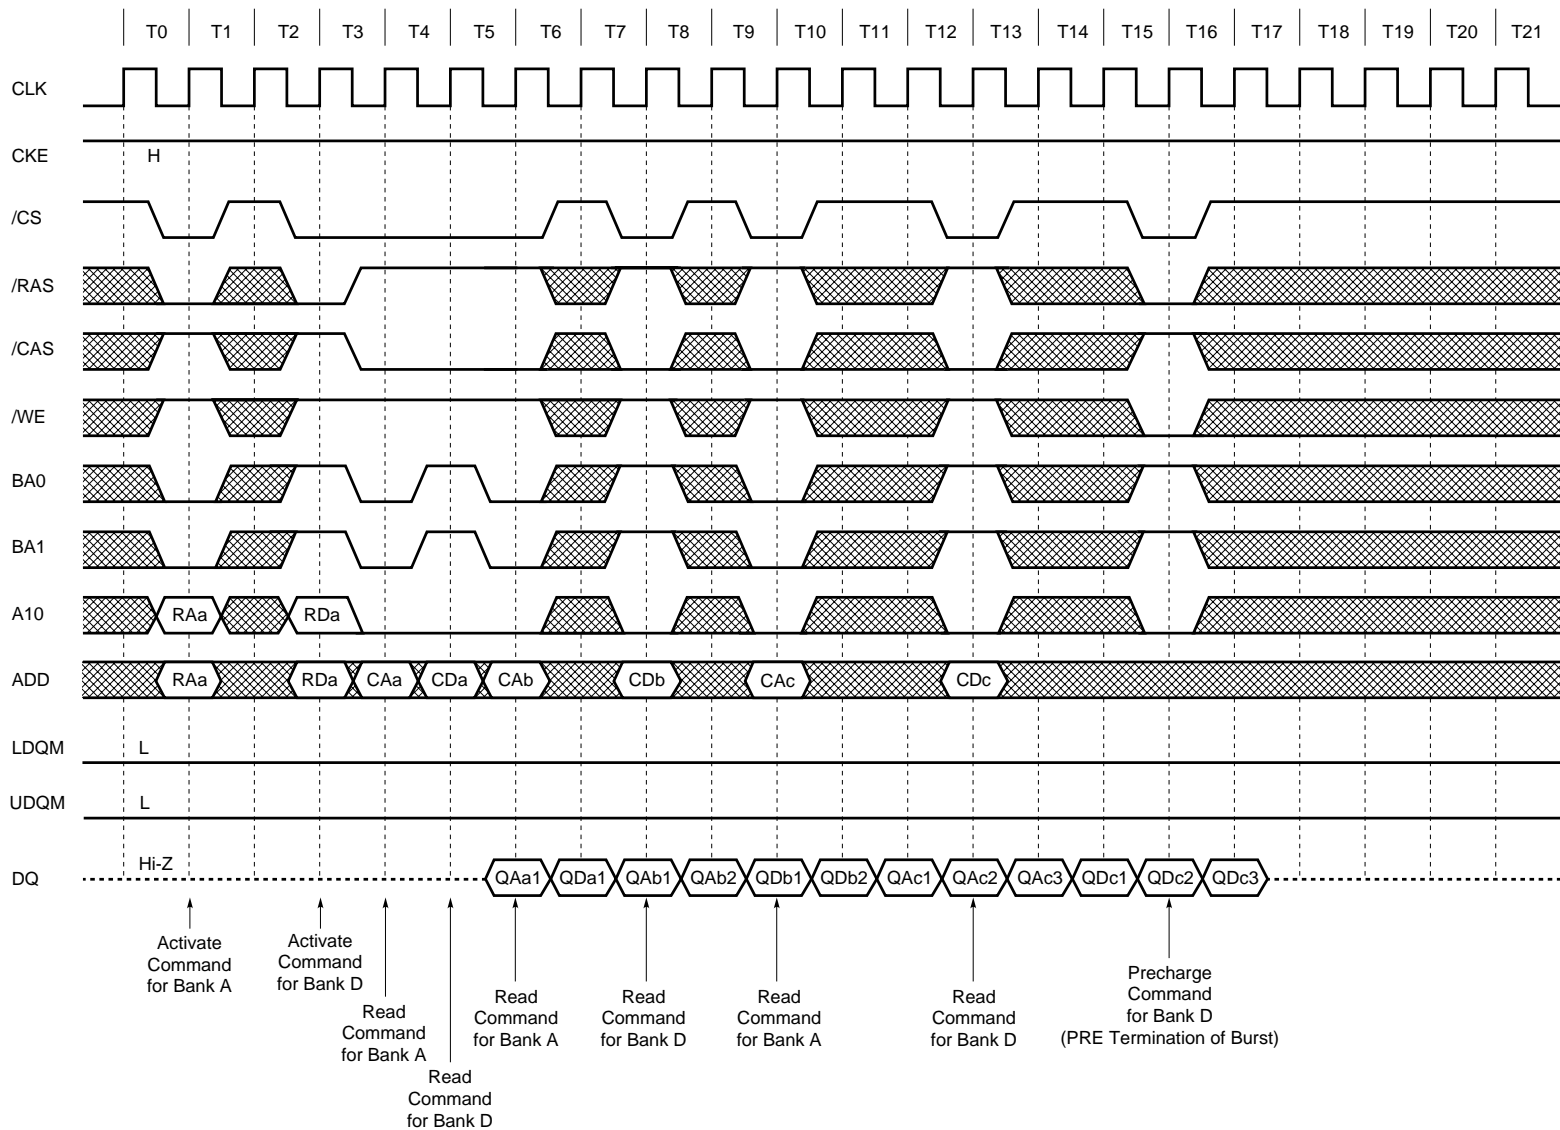 T0 T1 T2 T3 T4 T5 T6 T7 T8 T9 T10 T11 T12 T13 T14 T15 T16 T17 T18 T19 T20 T21
CLK
CKE H
/CS
/RAS
/CAS
/WE
BA0
BA1
A10 RAa RDa
ADD RAa RDa CAa CDa CAb CDb CAc CDc
LDQM L
UDQM L
DQ Hi-Z QAa1 QDa1 QAb1 QAb2 QDb1 QDb2 QAc1 QAc2 QAc3 QDc1 QDc2 QDc3
Activate
Command
for Bank A
Activate
Command
for Bank D
Read
Command
for Bank A
Read
Command
for Bank D
Read
Command
for Bank A
Read
Command
for Bank D
Read
Command
for Bank A
Read
Command
for Bank D
Precharge
Command
for Bank D
(PRE Termination of Burst)